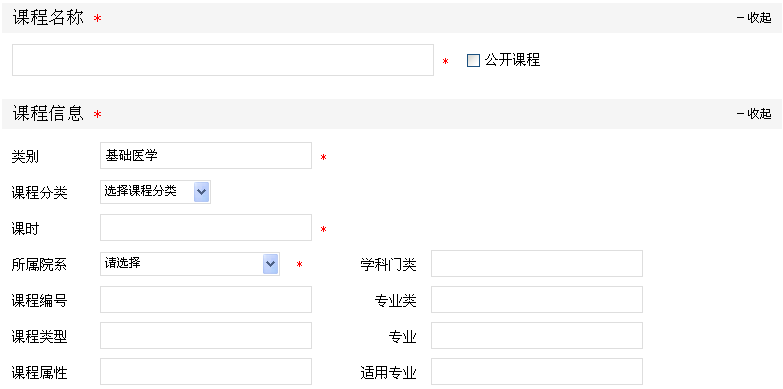 课程名称 * － 收起
* 公开课程
课程信息 * － 收起
类别 基础医学 *
课程分类 选择课程分类
课时 *
所属院系 请选择 * 学科门类
课程编号 专业类
课程类型 专业
课程属性 适用专业